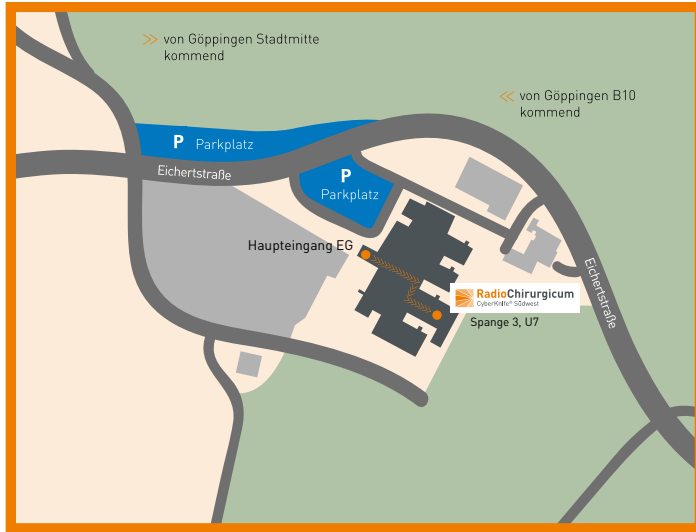 >> von Göppingen Stadtmitte
kommend
<< von Göppingen B10
kommend
P Parkplatz
Eichertstraße
P
Parkplatz
Haupteingang EG
RadioChirurgicum
CyberKnife® Südwest
Spange 3, U7
Eichertstraße